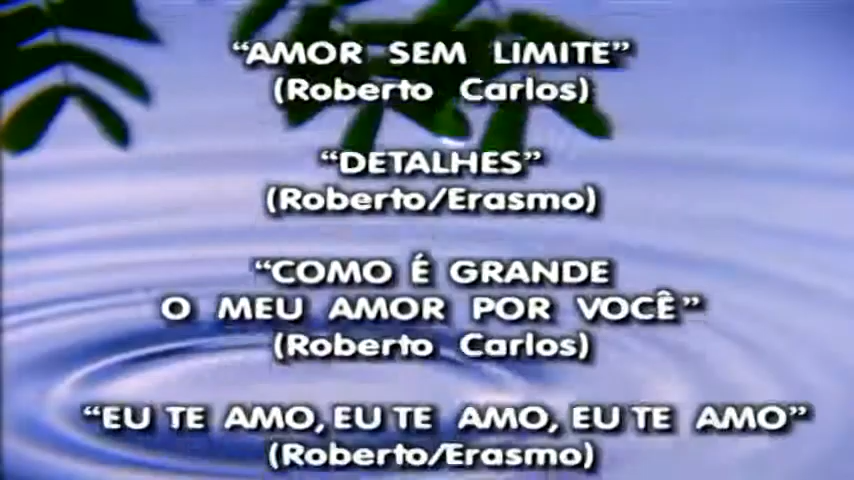 “AMOR SEM LIMITE”
(Roberto Carlos)
“DETALHES”
(Roberto/Erasmo)
“COMO É GRANDE
O MEU AMOR POR VOCÊ”
(Roberto Carlos)
“EU TE AMO, EU TE AMO, EU TE AMO”
(Roberto/Erasmo)